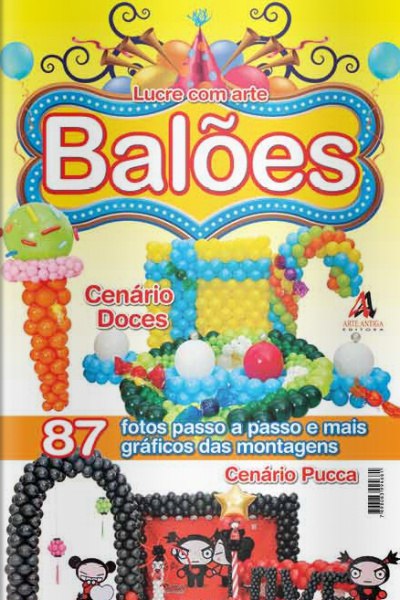 Lucre com arte
Balões
Cenário
Doces
ARTE ANTIGA
EDITORA
87
fotos passo a passo e mais
gráficos das montagens
Cenário Pucca